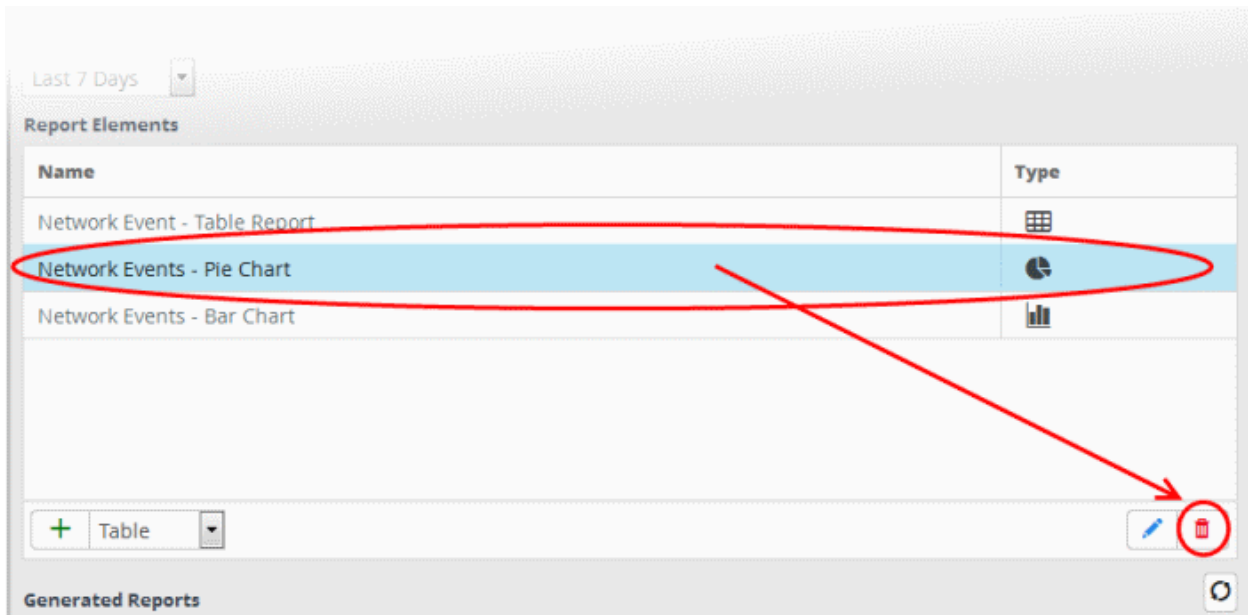 Last 7 Days
Report Elements
Name Type
Network Event - Table Report
Network Events - Pie Chart
Network Events - Bar Chart
Table
Generated Reports